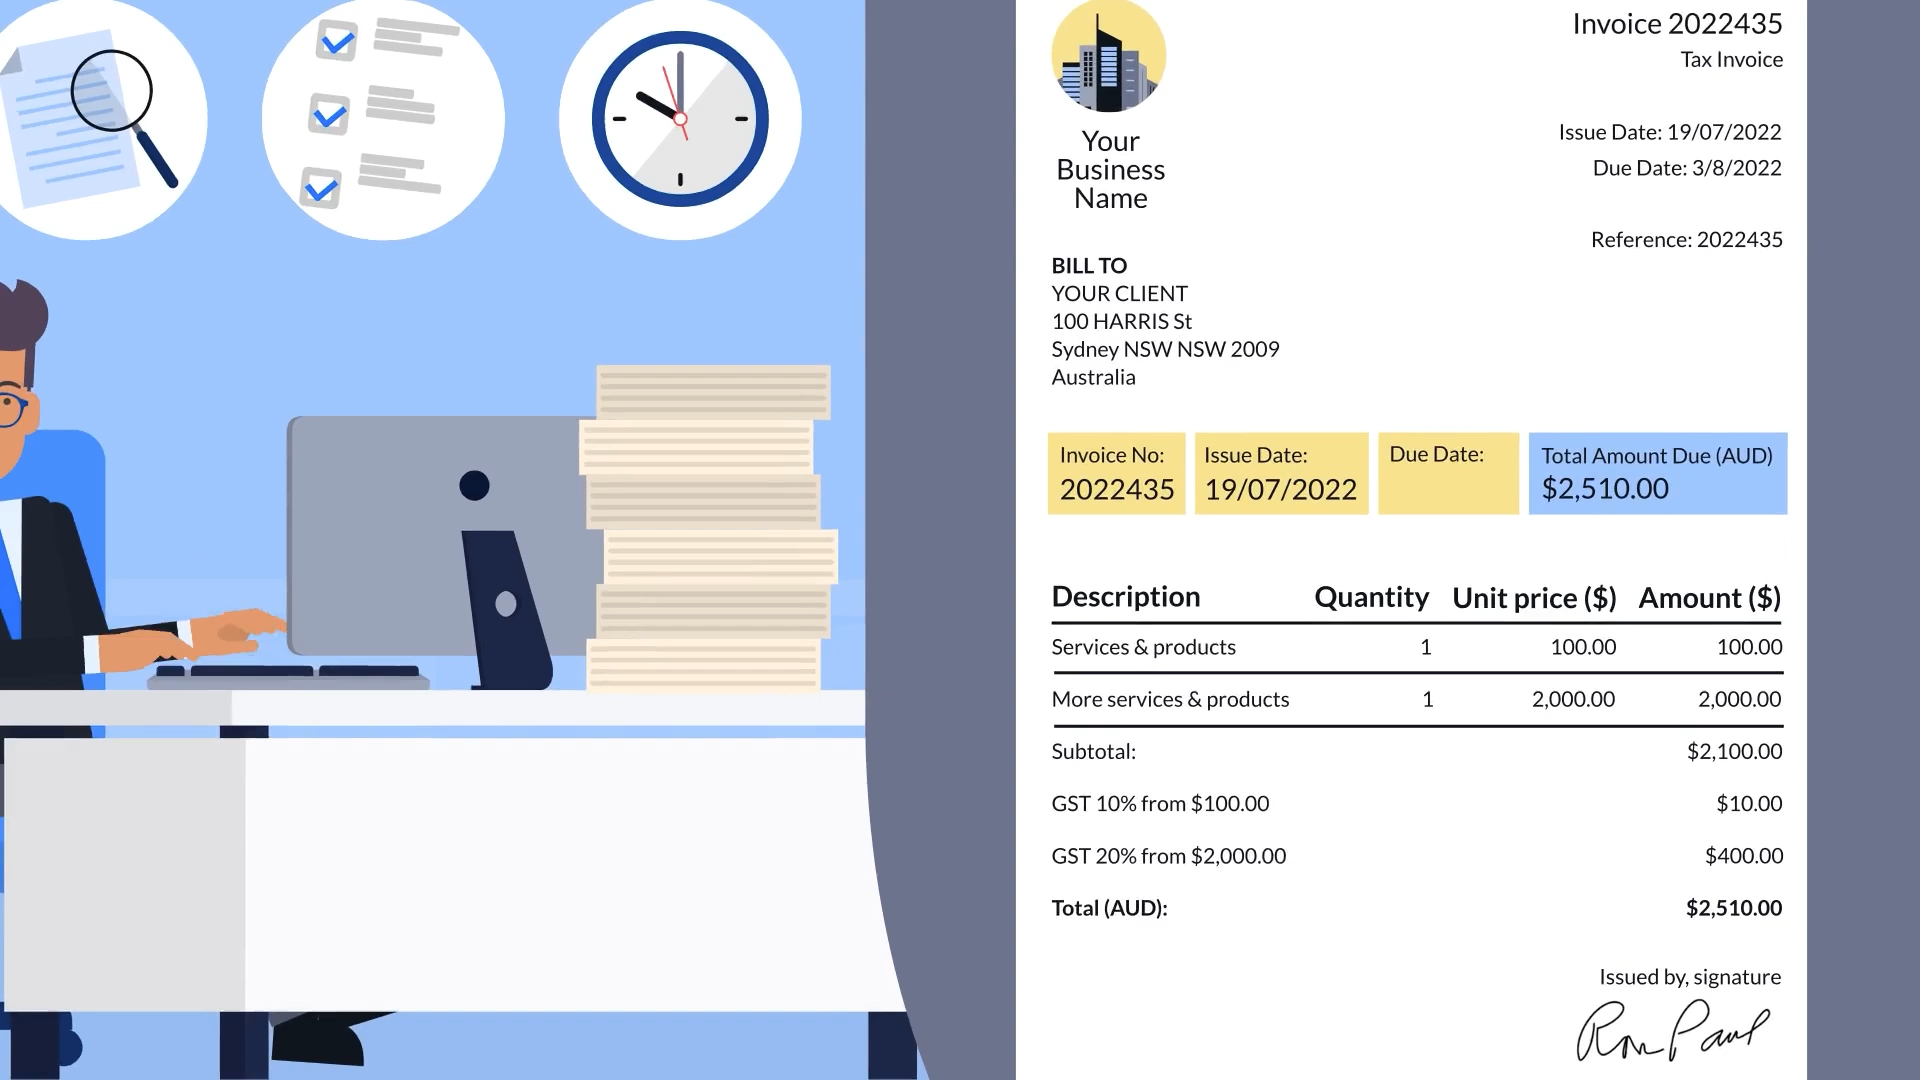 Invoice 2022435
Tax Invoice
Your
Business
Name
Issue Date: 19/07/2022
Due Date: 3/8/2022
Reference: 2022435
BILL TO
YOUR CLIENT
100 HARRIS St
Sydney NSW NSW 2009
Australia
Invoice No: Issue Date: Due Date: Total Amount Due (AUD)
2022435 19/07/2022 $2,510.00
Description Quantity Unit price ($) Amount ($)
Services & products 1 100.00 100.00
More services & products 1 2,000.00 2,000.00
Subtotal: $2,100.00
GST 10% from $100.00 $10.00
GST 20% from $2,000.00 $400.00
Total (AUD): $2,510.00
Issued by, signature
Ron Paul